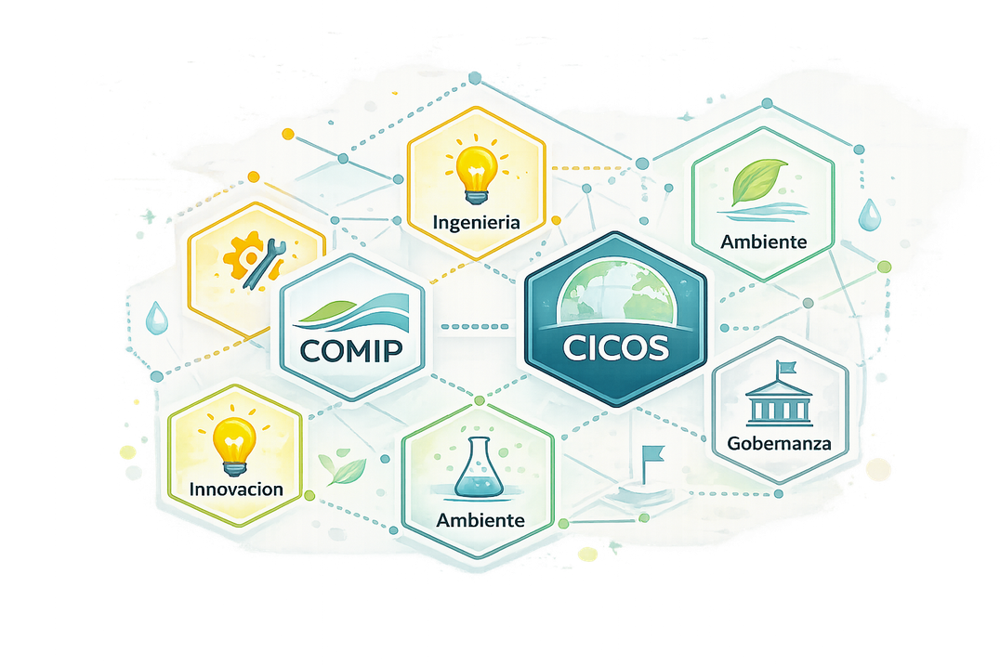 Ingenieria
Ambiente
COMIP
CICOS
Gobernanza
Innovacion
Ambiente